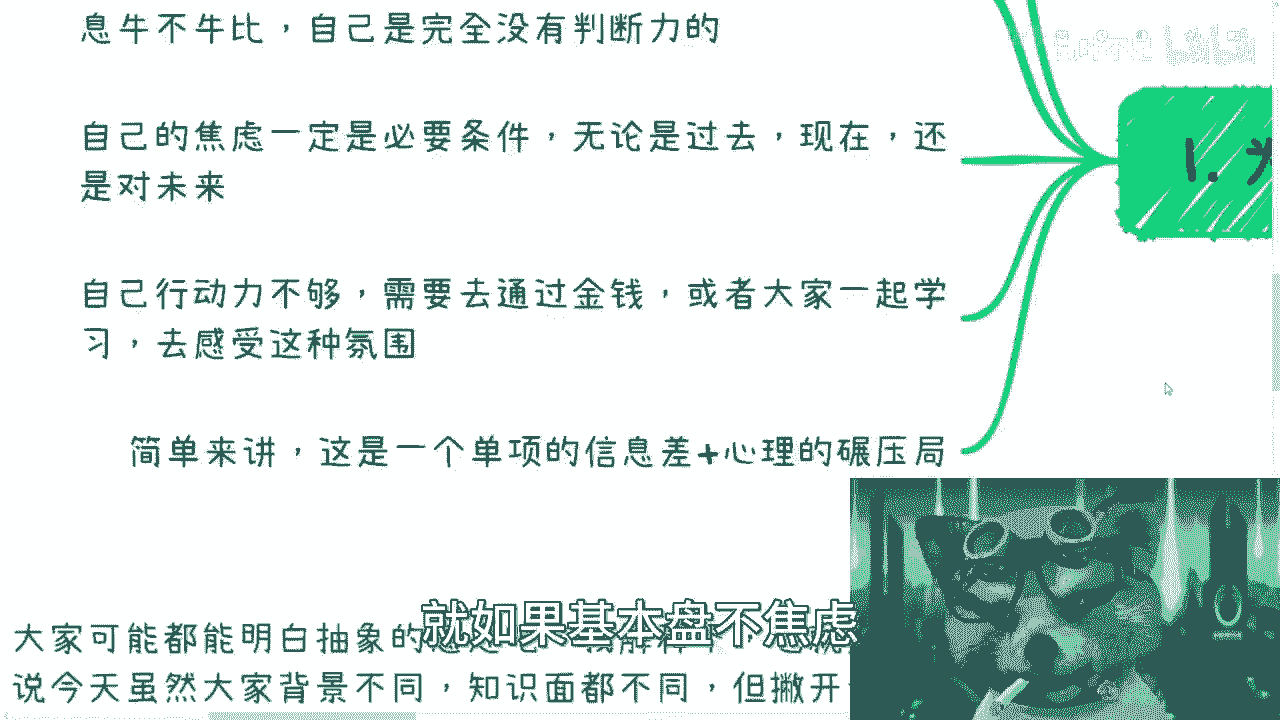 息牛不牛比，自己是完全没有判断力的
自己的焦虑一定是必要条件，无论是过去，现在，还
是对未来
自己行动力不够，需要去通过金钱，或者大家一起学
习，去感受这种氛围
简单来讲，这是一个单项的信息差+心理的碾压局
1.
就如果基本盘不焦虑
大家可能都能明白抽象的
说今天虽然大家背景不同，知识面都不同，但撇开